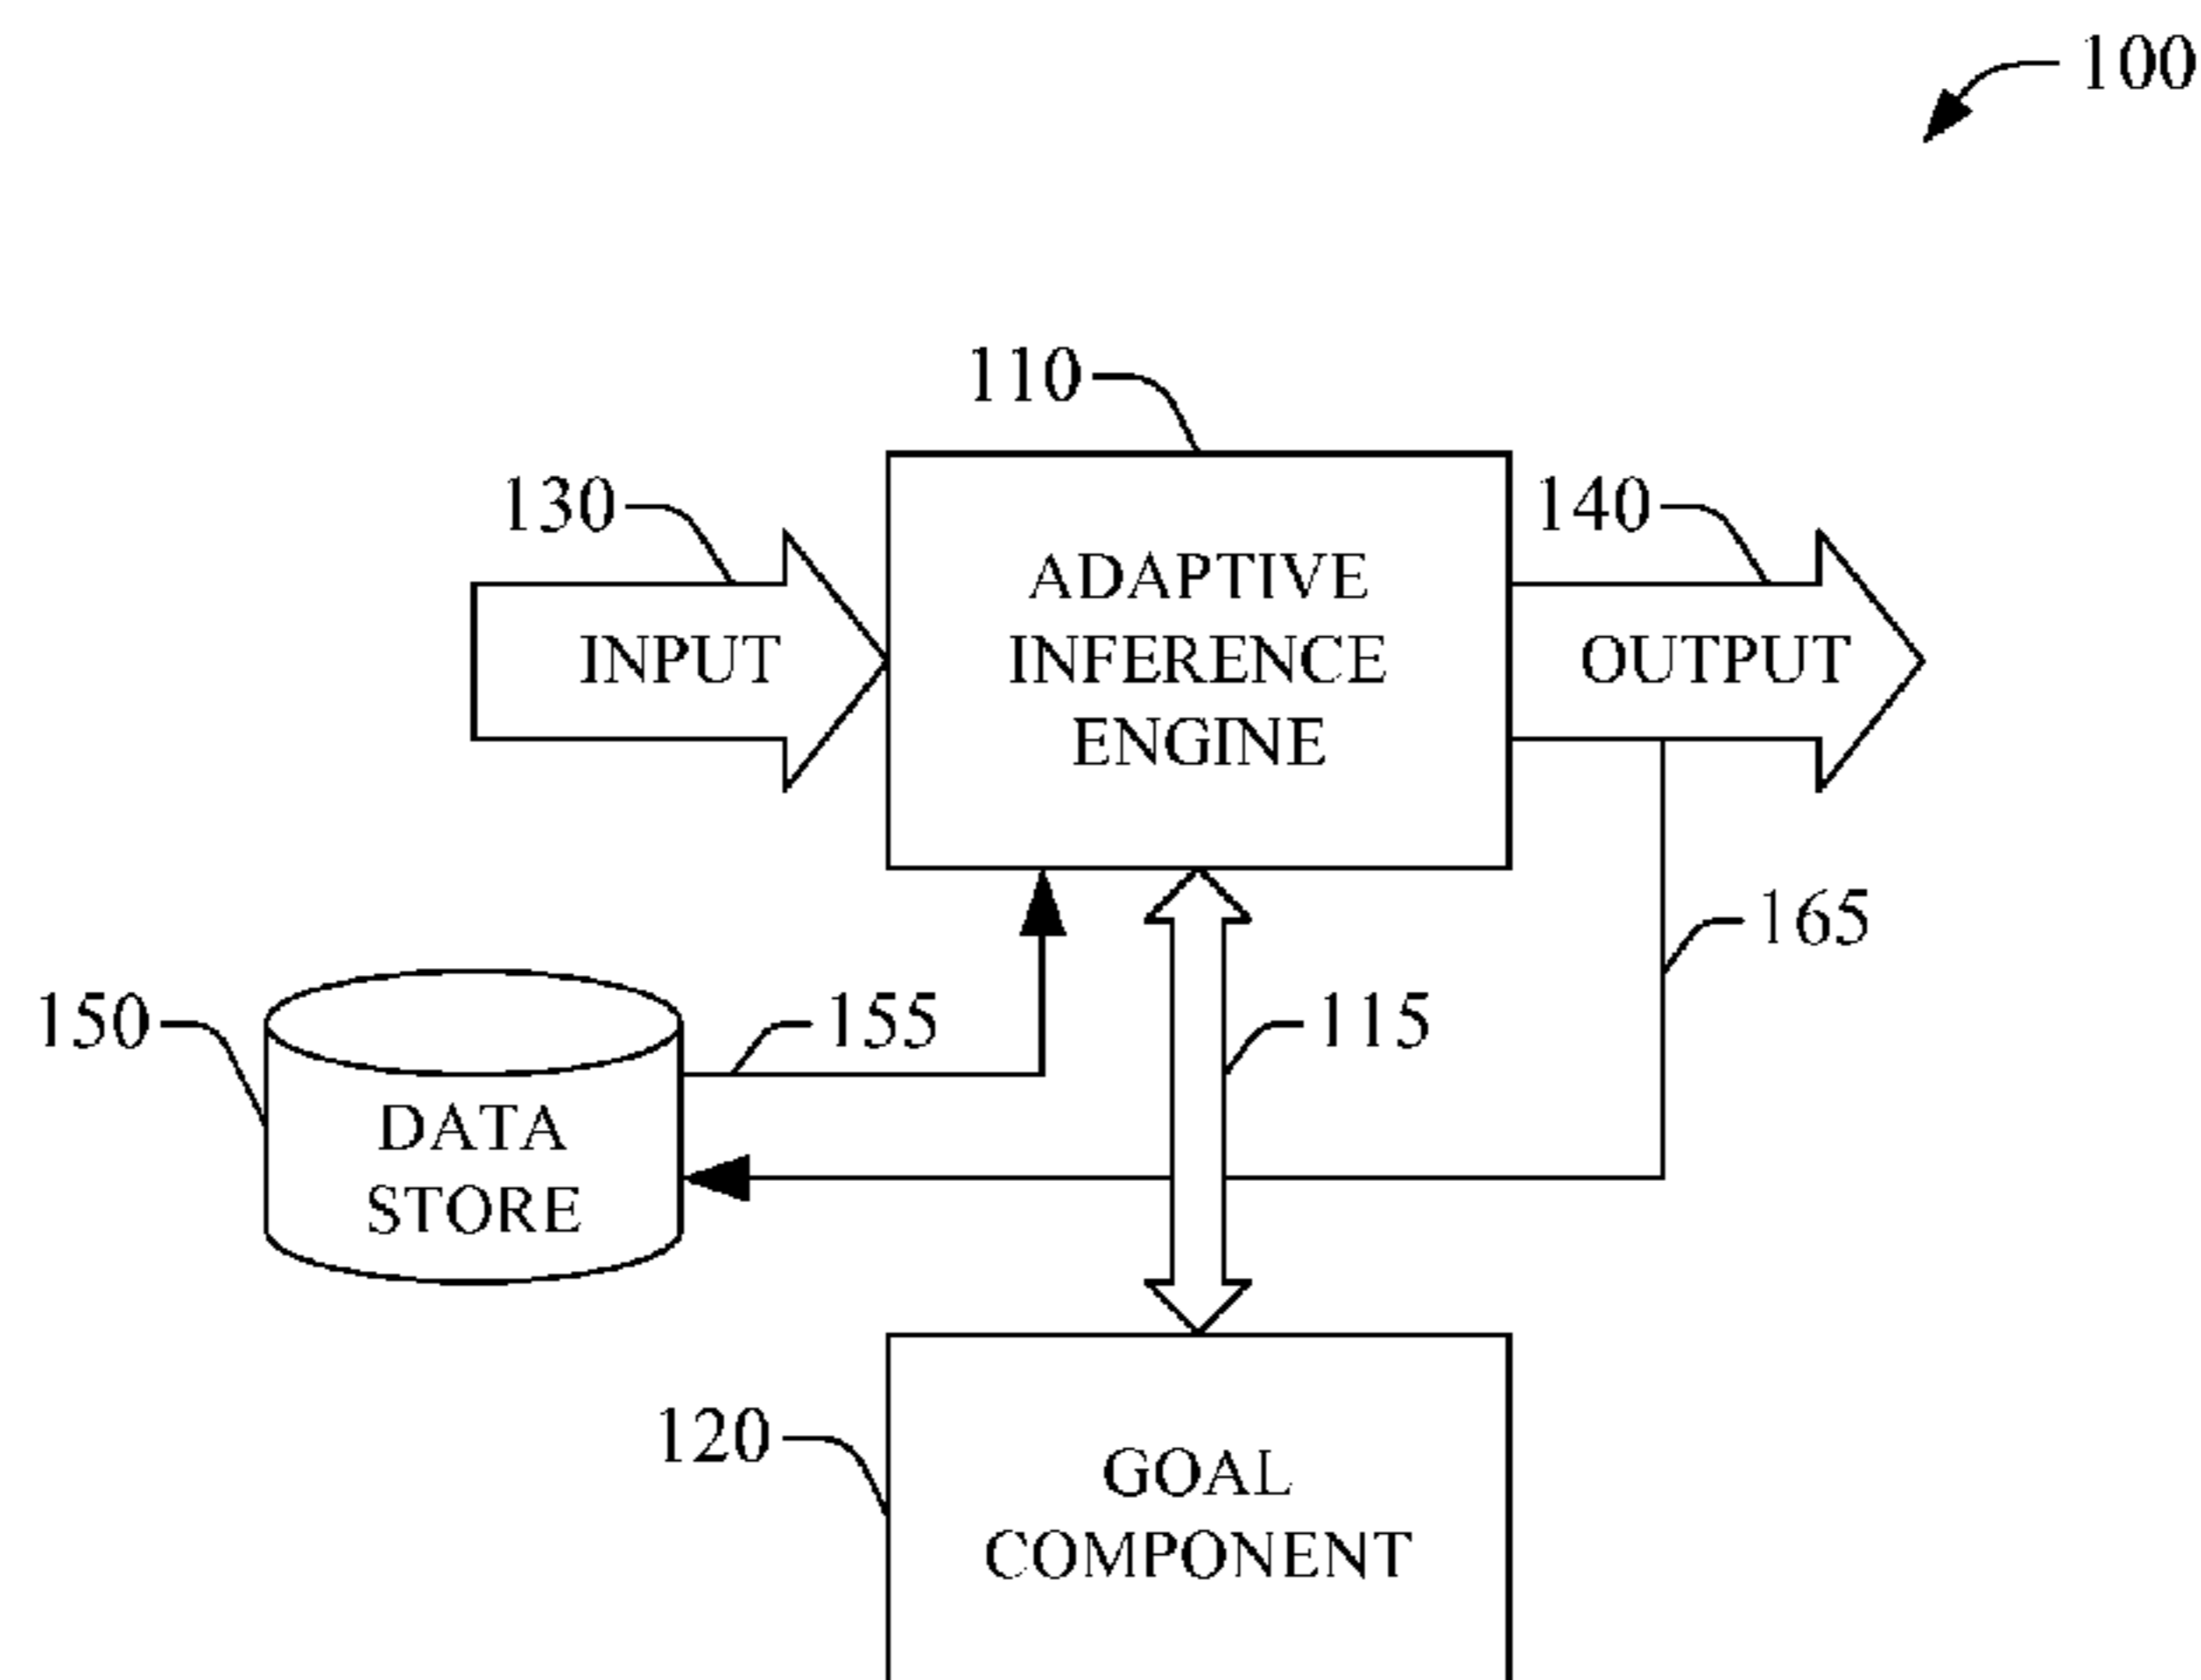 100
110
130
140
ADAPTIVE
INFERENCE
ENGINE
INPUT
OUTPUT
165
150
155
115
DATA
STORE
120
GOAL
COMPONENT